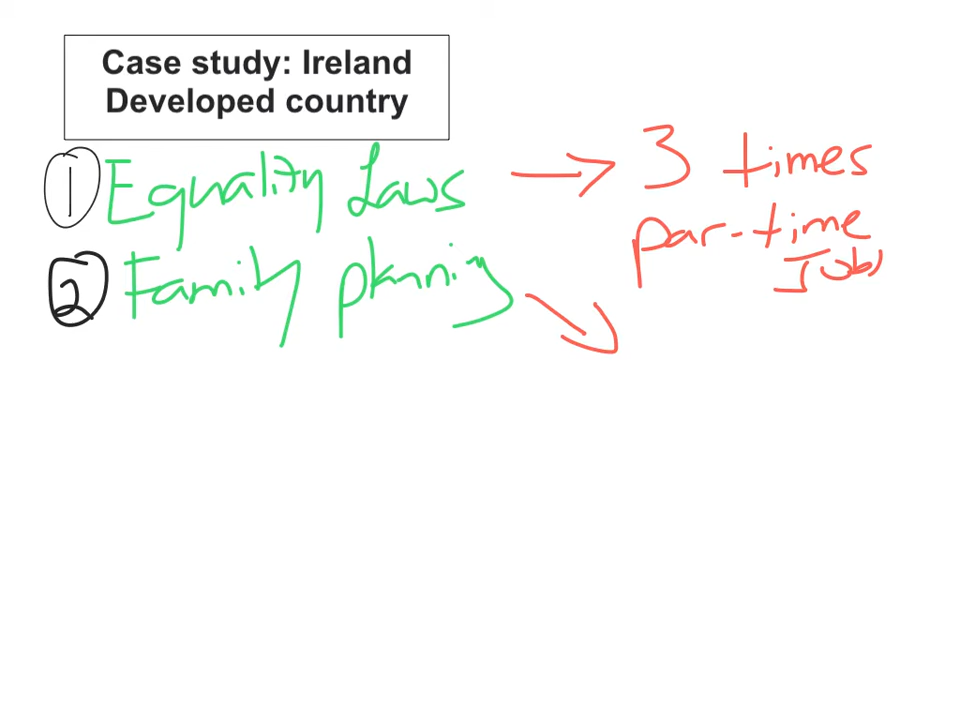 Case study: Ireland
Developed country
1 Equality Laws → 3 times
par-time
Job
2 Family planning